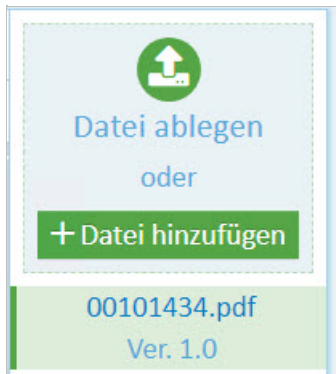 Datei ablegen
oder
+ Datei hinzufügen
00101434.pdf
Ver. 1.0